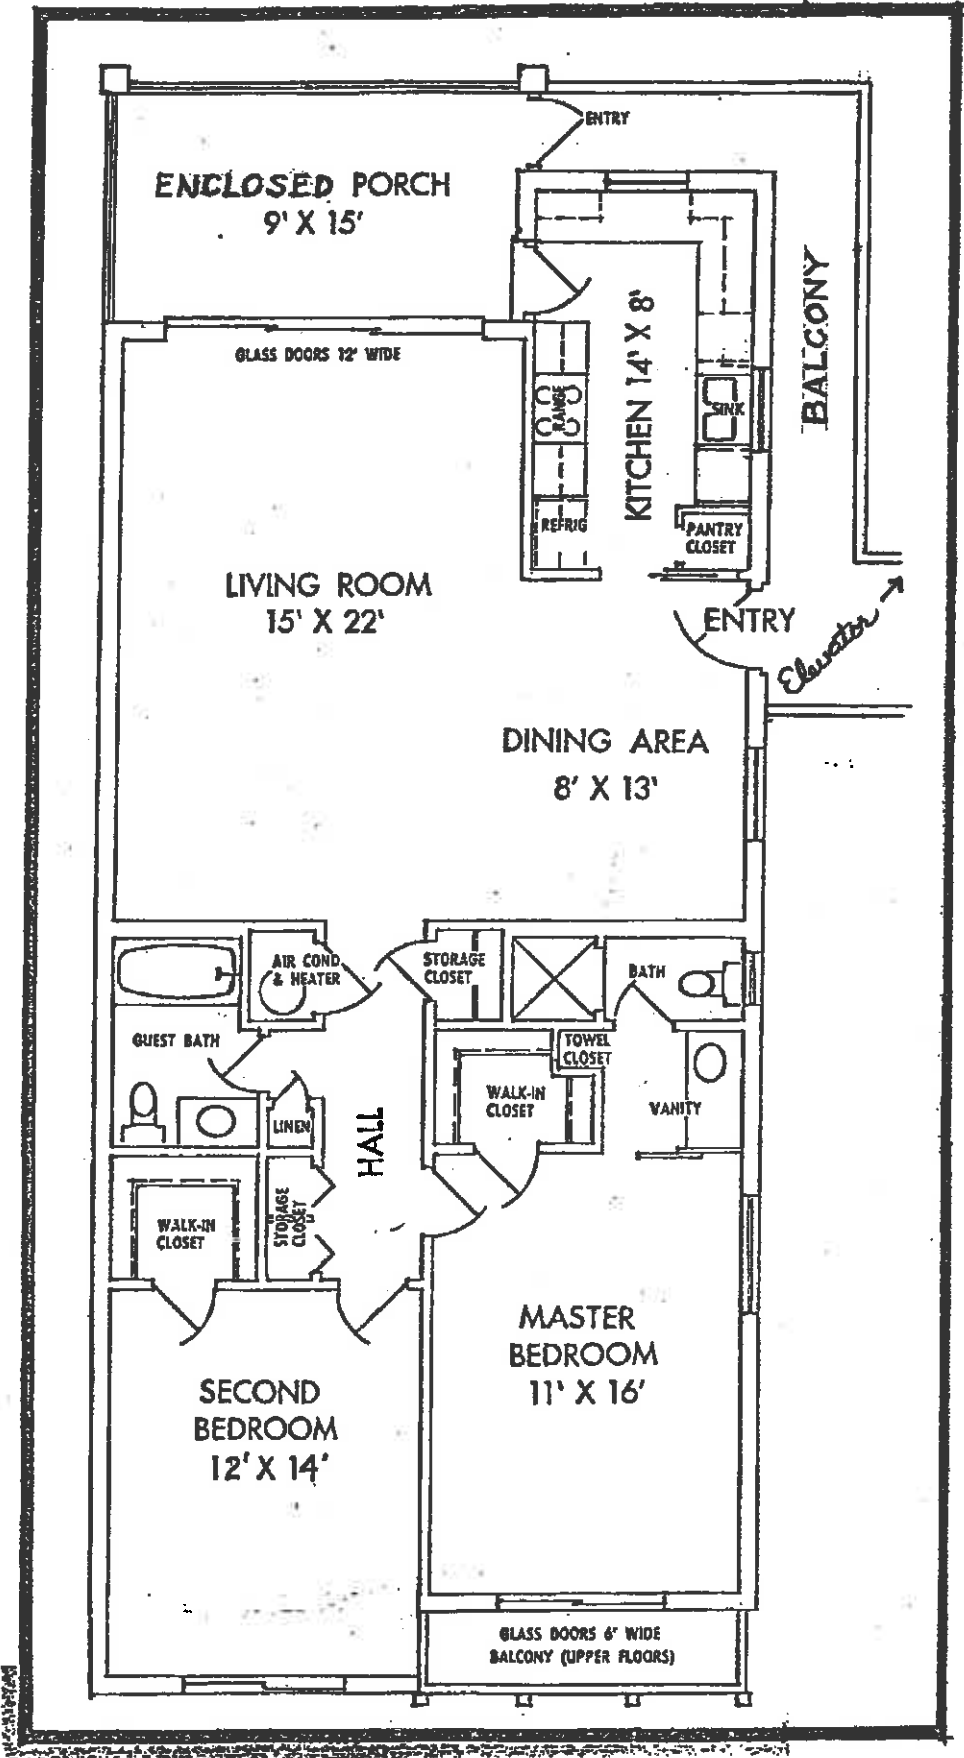 ENTRY
ENCLOSED PORCH
9' X 15'
BALCONY
GLASS DOORS 12' WIDE
KITCHEN 14' X 8'
RANGE
SINK
REFRIG
PANTRY
CLOSET
LIVING ROOM
15' X 22'
ENTRY
Elevator
DINING AREA
8' X 13'
AIR COND
& HEATER
STORAGE
CLOSET
BATH
GUEST BATH
TOWEL
CLOSET
WALK-IN
CLOSET
VANITY
LINEN
HALL
STORAGE
CLOSET
WALK-IN
CLOSET
MASTER
BEDROOM
11' X 16'
SECOND
BEDROOM
12' X 14'
GLASS DOORS 6' WIDE
BALCONY (UPPER FLOORS)